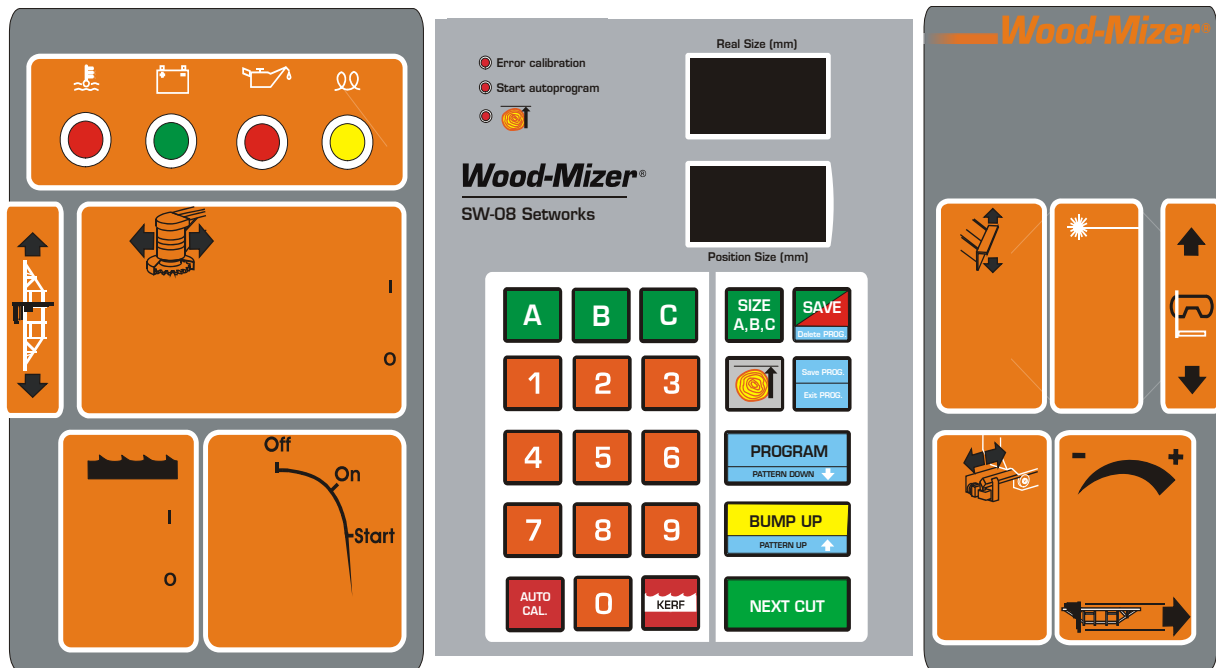 I
O
I
O
Off
On
Start
Error calibration
Start autoprogram
Real Size (mm)
Wood-Mizer®
SW-08 Setworks
Position Size (mm)
A B C
1 2 3
4 5 6
7 8 9
AUTO
CAL.
0
KERF
SIZE
A,B,C
SAVE
Delete PROG
Save PROG.
Exit PROG.
PROGRAM
PATTERN DOWN
BUMP UP
PATTERN UP
NEXT CUT
Wood-Mizer®
- +